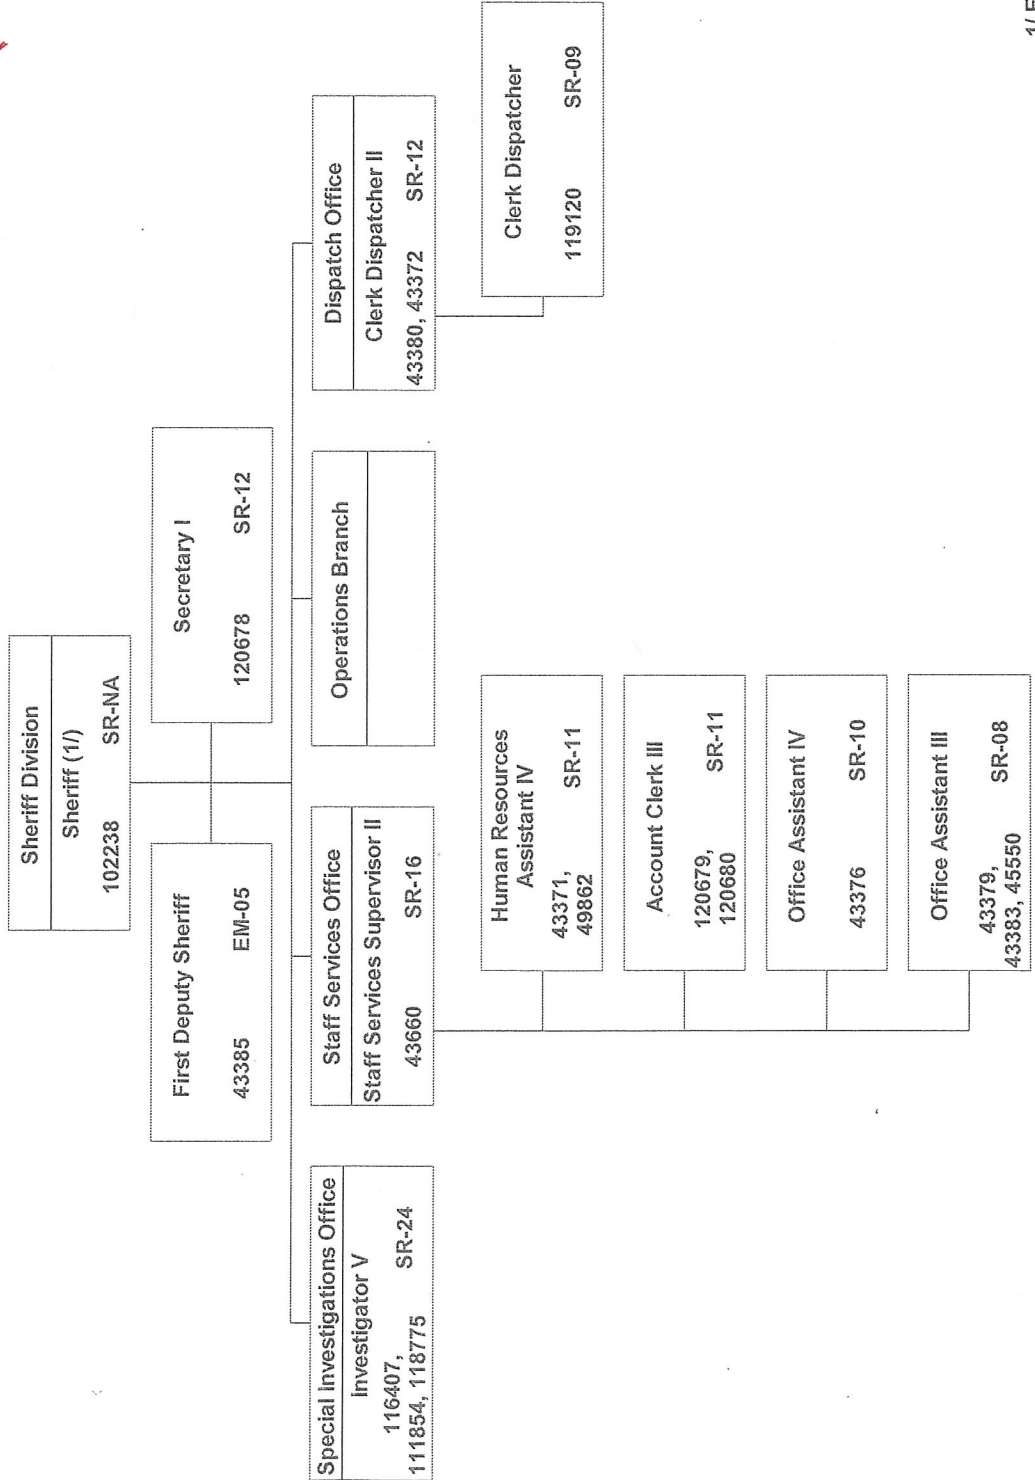 Sheriff Division
Sheriff (1/)
102238 SR-NA
First Deputy Sheriff
43385 EM-05
Secretary I
120678 SR-12
Special Investigations Office
Investigator V
116407,
111854, 118775 SR-24
Staff Services Office
Staff Services Supervisor II
43660 SR-16
Operations Branch
Dispatch Office
Clerk Dispatcher II
43380, 43372 SR-12
Human Resources
Assistant IV
43371,
49862 SR-11
Account Clerk III
120679,
120680 SR-11
Office Assistant IV
43376 SR-10
Office Assistant III
43379,
43383, 45550 SR-08
Clerk Dispatcher
119120 SR-09